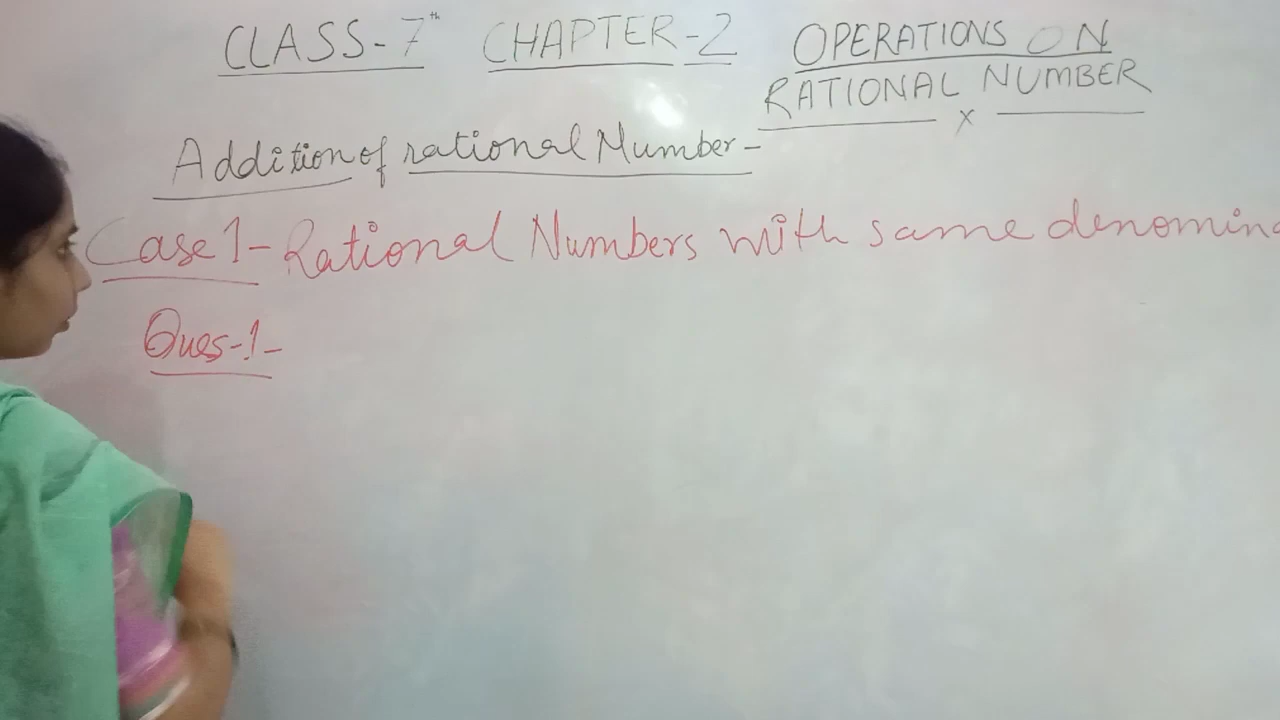 CLASS-7th CHAPTER-2 OPERATIONS ON
RATIONAL NUMBER
x
Addition of rational Number-
Case 1- Rational Numbers with same denomin
Ques-1-